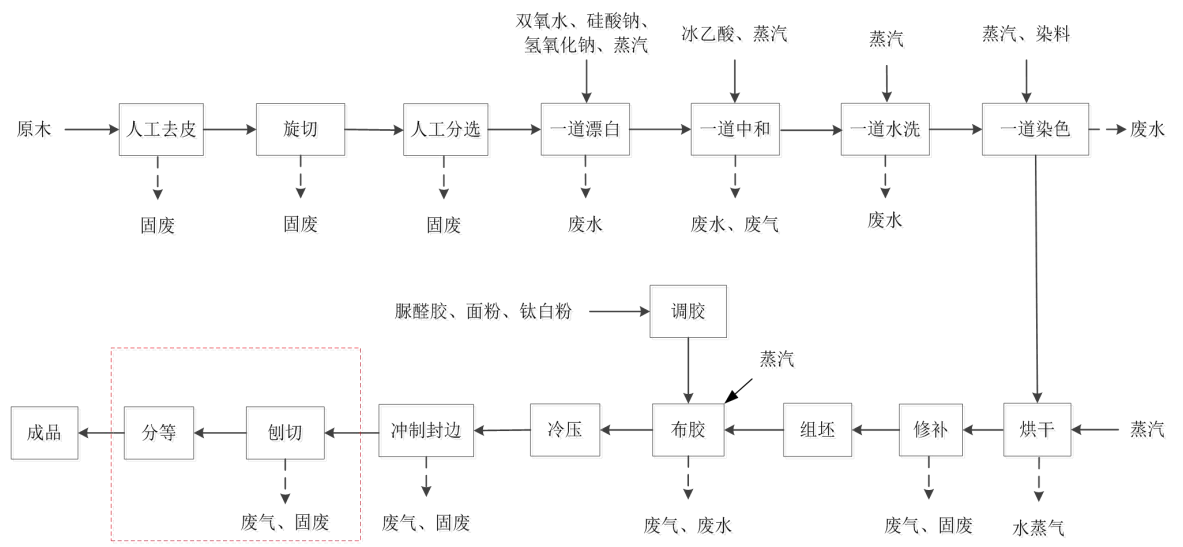 双氧水、硅酸钠、
氢氧化钠、蒸汽
冰乙酸、蒸汽
蒸汽
蒸汽、染料
原木
人工去皮
旋切
人工分选
一道漂白
一道中和
一道水洗
一道染色
废水
固废
固废
固废
废水
废水、废气
废水
脲醛胶、面粉、钛白粉
调胶
蒸汽
成品
分等
刨切
冲制封边
冷压
布胶
组坯
修补
烘干
蒸汽
废气、固废
废气、固废
废气、废水
废气、固废
水蒸气